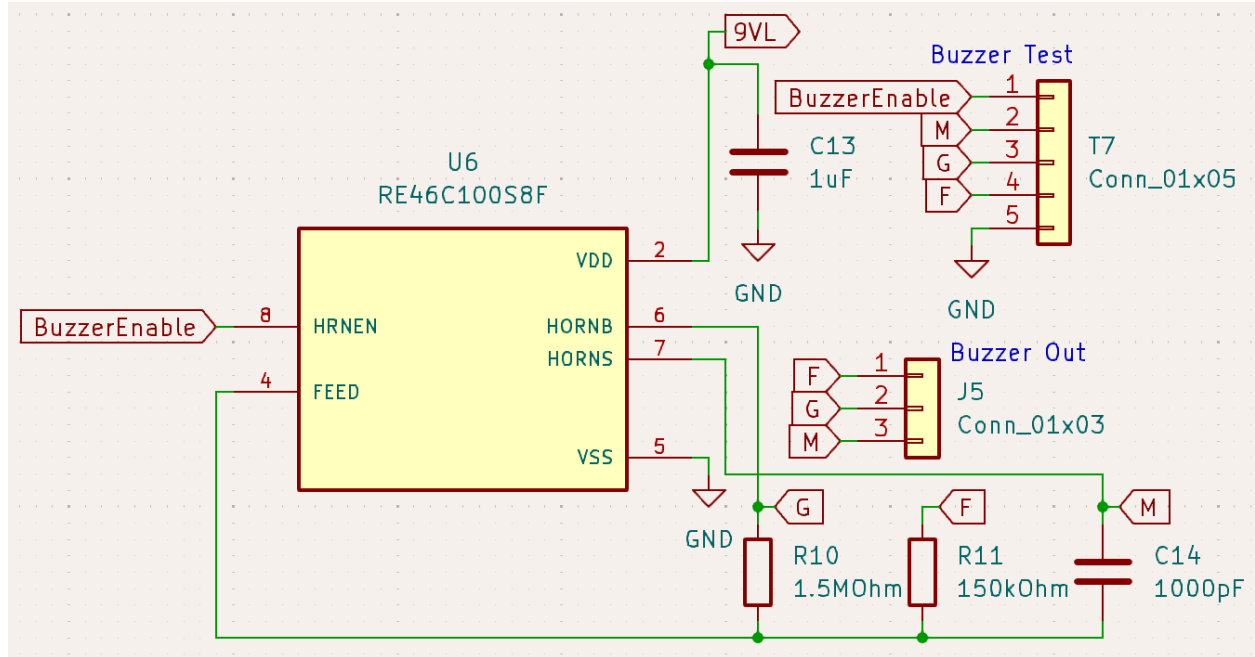 9VL
Buzzer Test
BuzzerEnable
1
M
2
G
3
F
4
5
T7
Conn_01x05
GND
C13
1uF
GND
U6
RE46C100S8F
VDD
2
BuzzerEnable
8
HRNEN
HORNB
6
HORNS
7
4
FEED
VSS
5
GND
Buzzer Out
F
1
G
2
M
3
J5
Conn_01x03
G
F
M
R10
1.5MOhm
R11
150kOhm
C14
1000pF